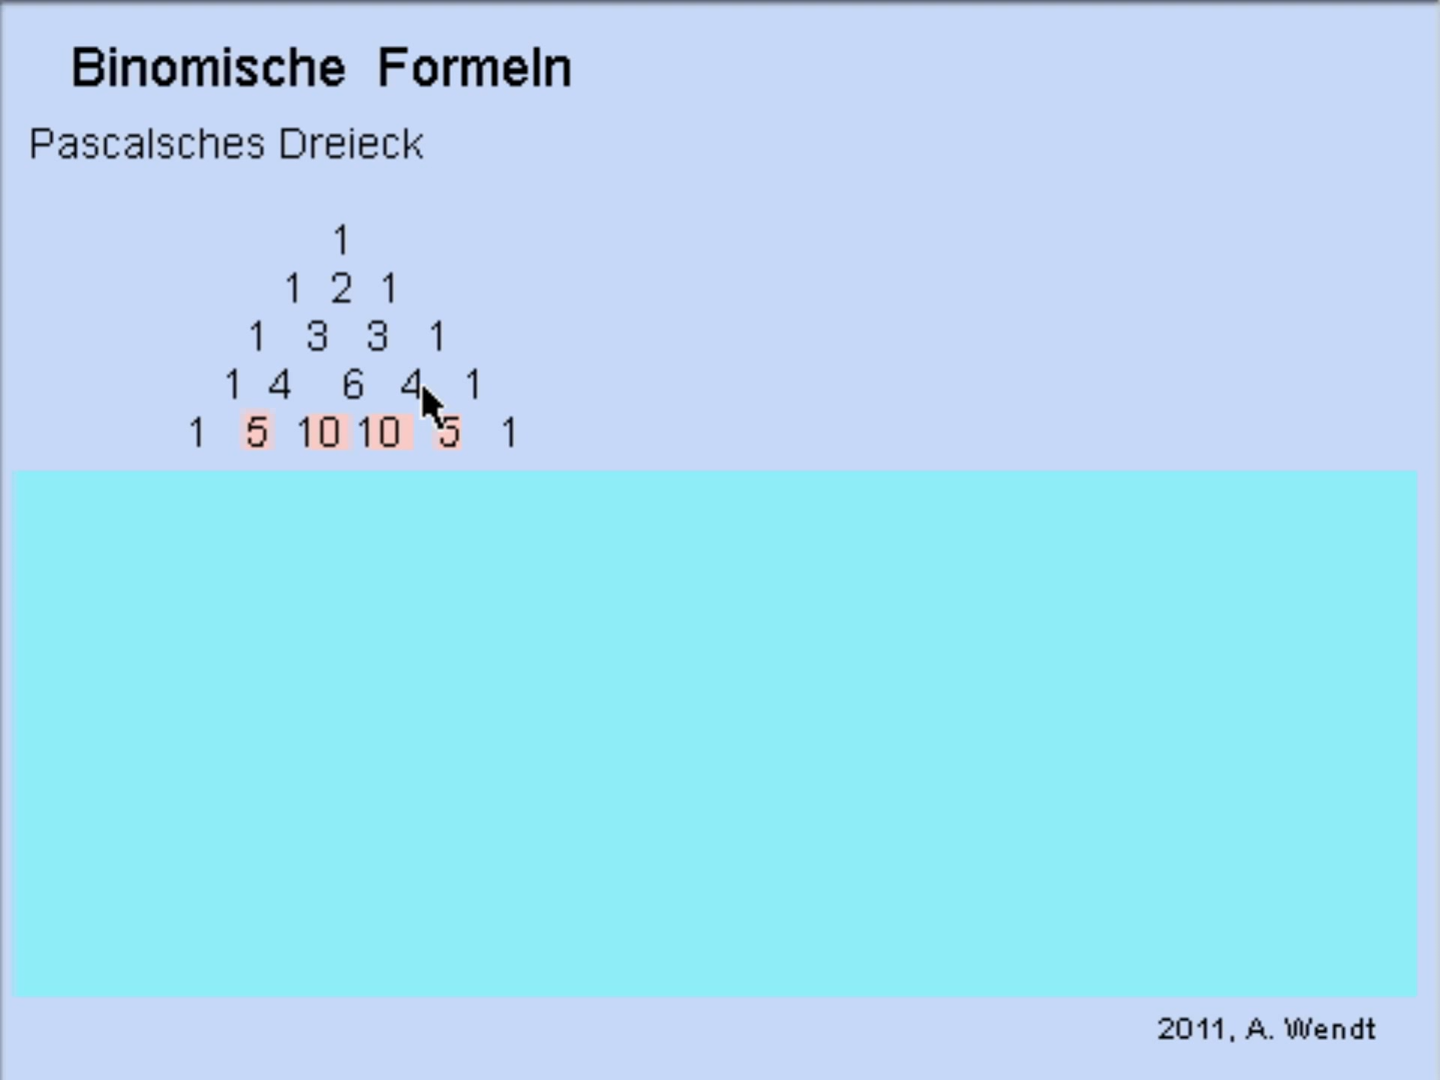 Binomische Formeln
Pascalsches Dreieck
1
1 2 1
1 3 3 1
1 4 6 4 1
1 5 10 10 5 1
2011, A. Wendt